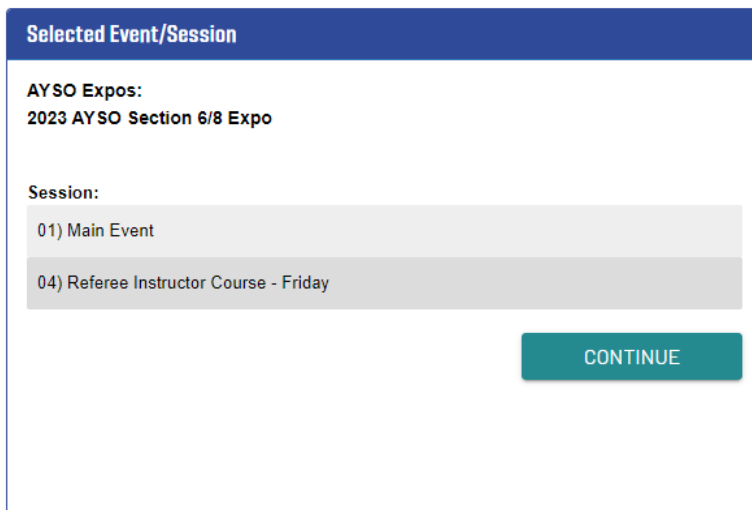 Selected Event/Session
AYSO Expos:
2023 AYSO Section 6/8 Expo
Session:
01) Main Event
04) Referee Instructor Course - Friday
CONTINUE